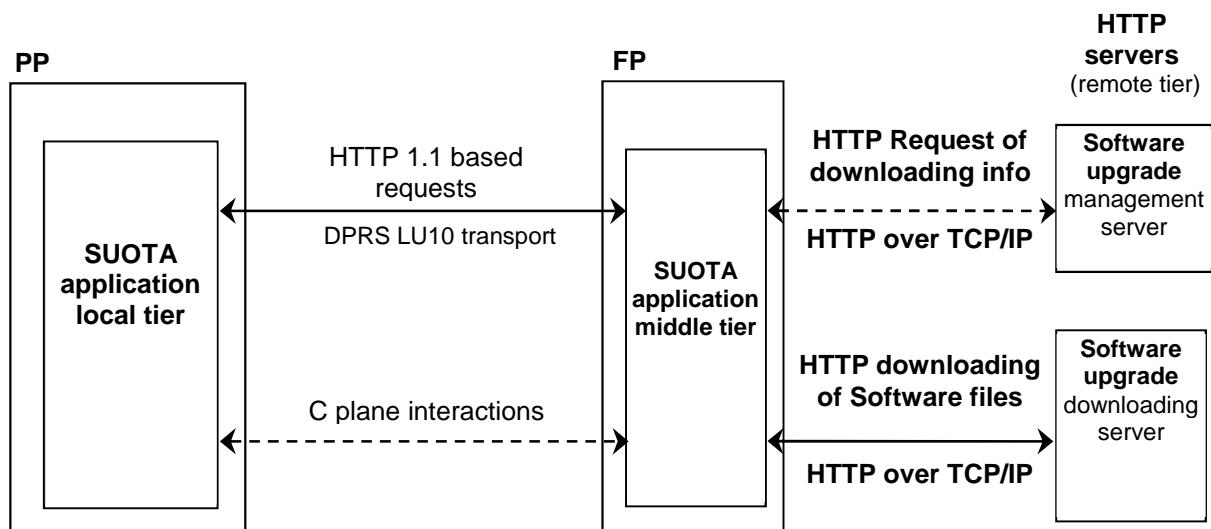 PP
SUOTA
application
local tier
HTTP 1.1 based
requests
DPRS LU10 transport
C plane interactions
FP
SUOTA
application
middle tier
HTTP Request of
downloading info
HTTP over TCP/IP
HTTP downloading
of Software files
HTTP over TCP/IP
HTTP
servers
(remote tier)
Software
upgrade
management
server
Software
upgrade
downloading
server